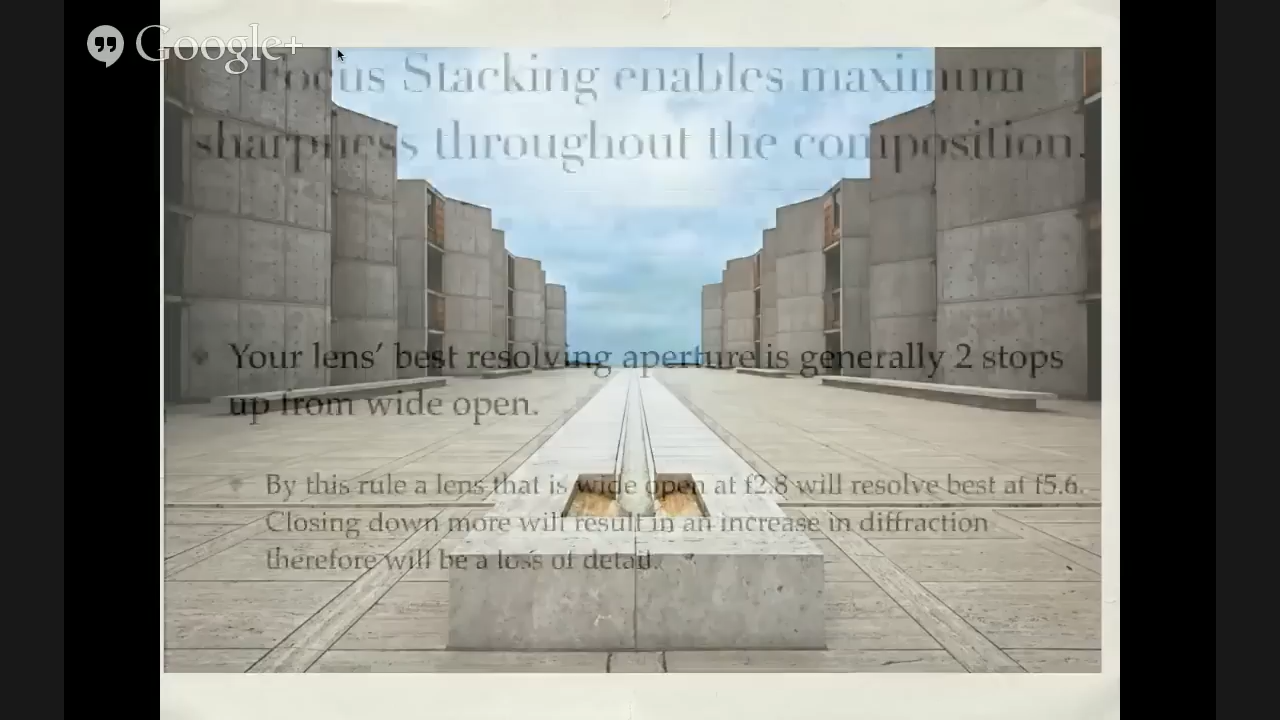 Google+
Focus Stacking enables maximum
sharpness throughout the composition.
Your lens' best resolving aperture is generally 2 stops
up from wide open.
By this rule a lens that is wide open at f2.8 will resolve best at f5.6.
Closing down more will result in an increase in diffraction
therefore will be a loss of detail.